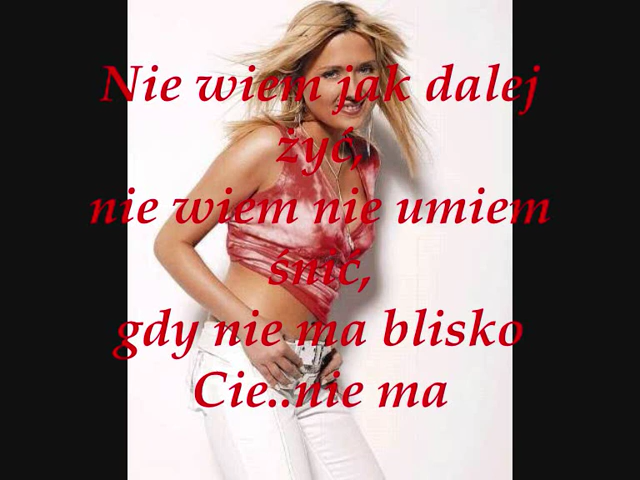 Nie wiem jak dalej
żyć,
nie wiem nie umiem
śnić,
gdy nie ma blisko
Cie..nie ma